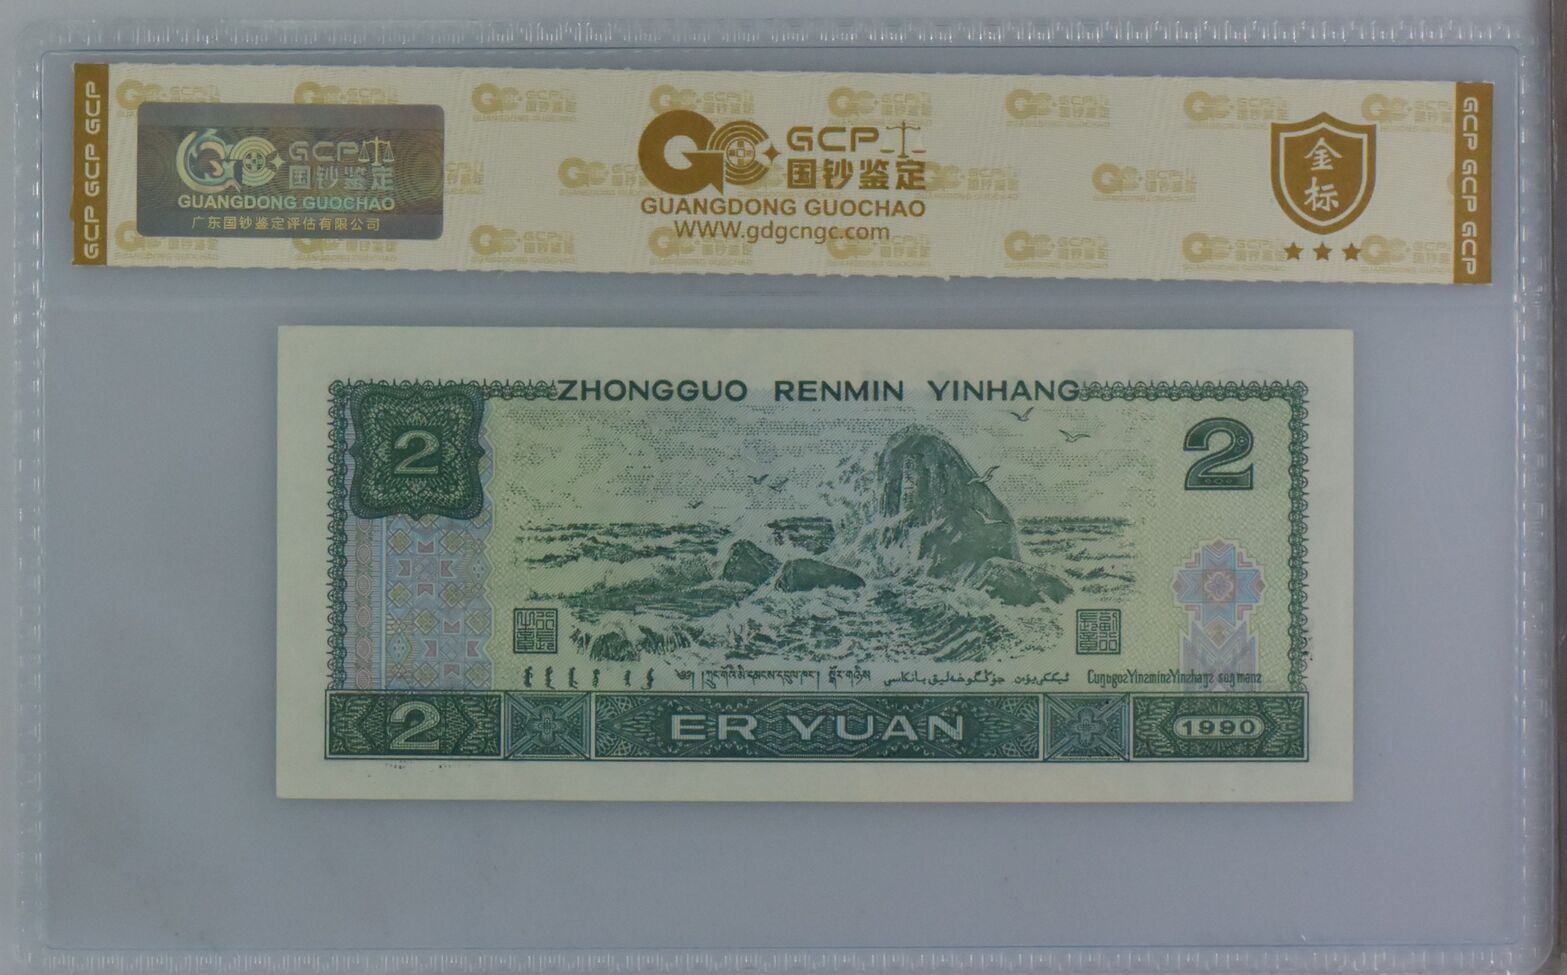 GCP GCP GCP
GCP
国钞鉴定
GUANGDONG GUOCHAO
广东国钞鉴定评估有限公司
GCP
国钞鉴定
GUANGDONG GUOCHAO
WWW.gdgcngc.com
金标
GCP GCP GCP
ZHONGGUO RENMIN YINHANG
2
2
2
ER YUAN
1990